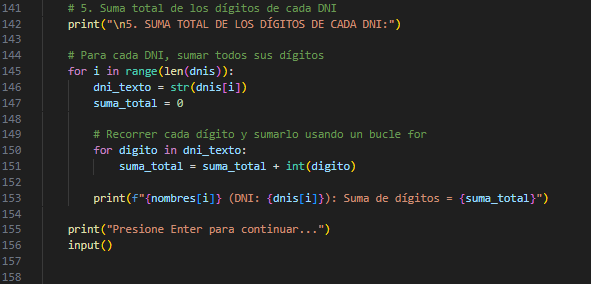 141 # 5. Suma total de los dígitos de cada DNI
142 print("\n5. SUMA TOTAL DE LOS DÍGITOS DE CADA DNI:")
143
144 # Para cada DNI, sumar todos sus dígitos
145 for i in range(len(dnis)):
146 dni_texto = str(dnis[i])
147 suma_total = 0
148
149 # Recorrer cada dígito y sumarlo usando un bucle for
150 for digito in dni_texto:
151 suma_total = suma_total + int(digito)
152
153 print(f"{nombres[i]} (DNI: {dnis[i]}): Suma de dígitos = {suma_total}")
154
155 print("Presione Enter para continuar...")
156 input()
157
158